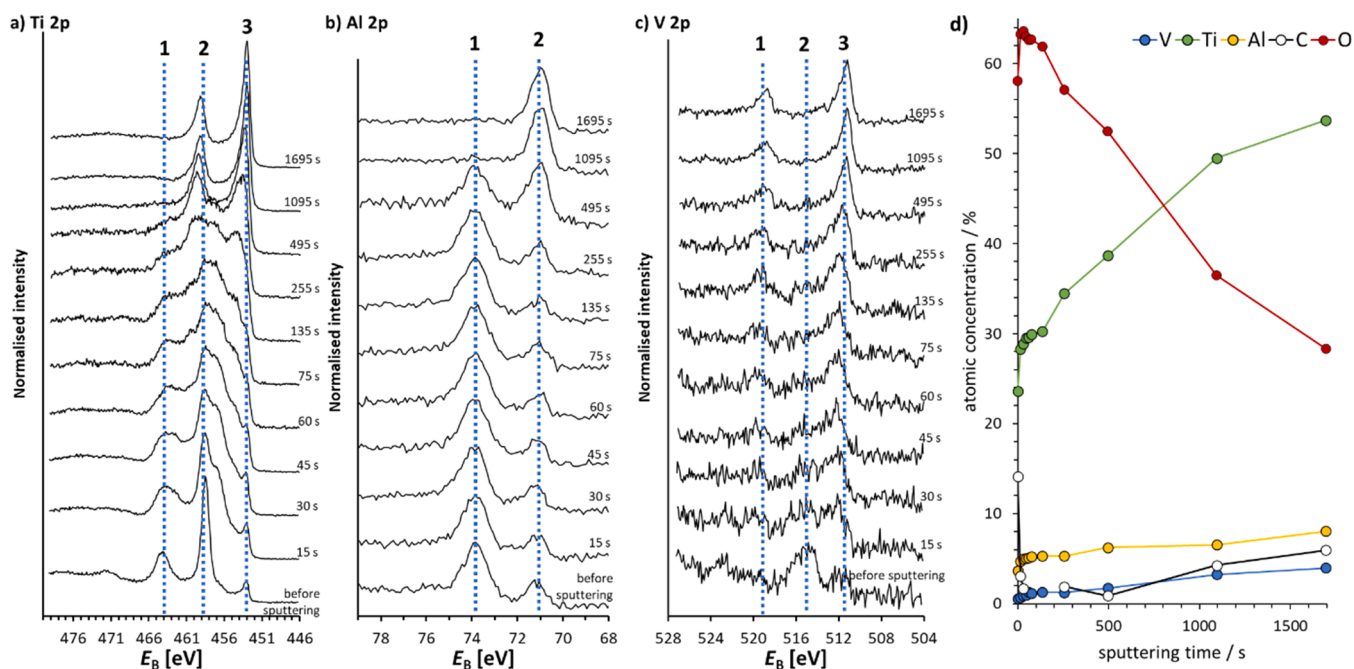 a) Ti 2p
1 2 3
1695 s
1095 s
495 s
255 s
135 s
75 s
60 s
45 s
30 s
15 s
before
sputtering
Normalised intensity
476 471 466 461 456 451 446
E_B [eV]
b) Al 2p
1 2
1695 s
1095 s
495 s
255 s
135 s
75 s
60 s
45 s
30 s
15 s
before
sputtering
Normalised intensity
78 76 74 72 70 68
E_B [eV]
c) V 2p
1 2 3
1695 s
1095 s
495 s
255 s
135 s
75 s
60 s
45 s
30 s
15 s
before sputtering
Normalised intensity
528 524 520 516 512 508 504
E_B [eV]
d)
V Ti Al C O
60
50
40
30
20
10
0
atomic concentration / %
0 500 1000 1500
sputtering time / s